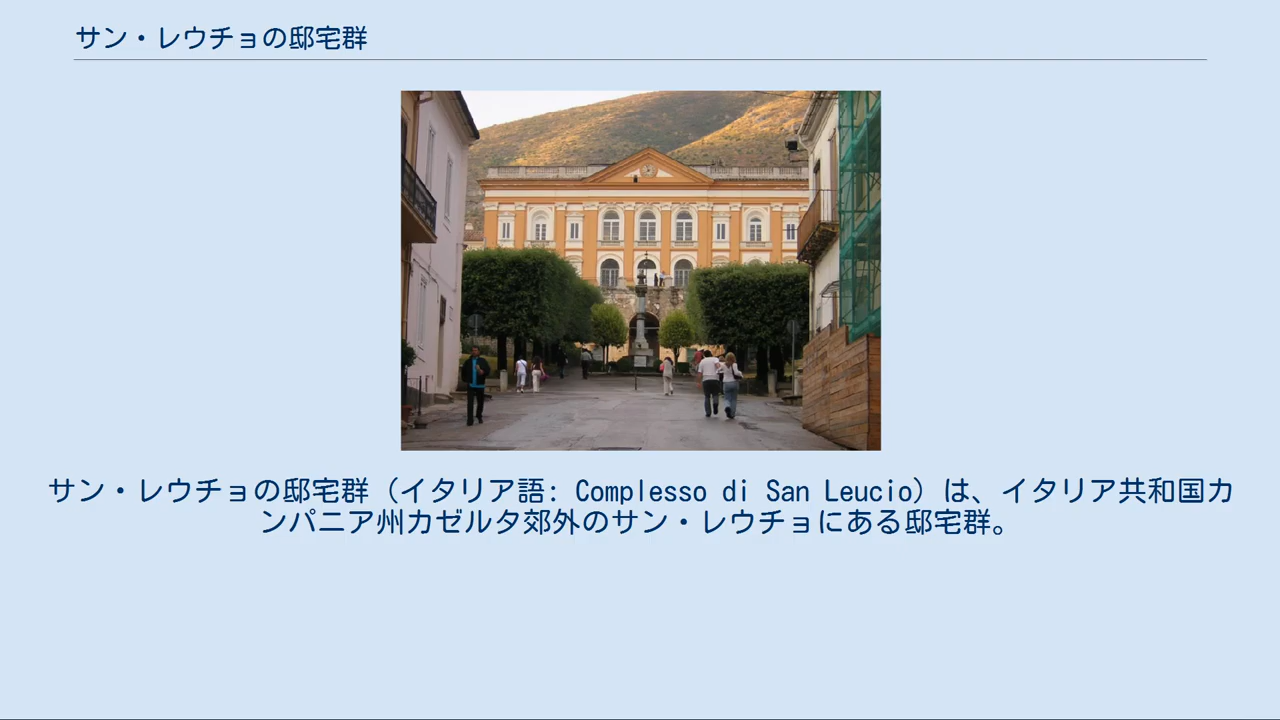 サン・レウチョの邸宅群
サン・レウチョの邸宅群（イタリア語: Complesso di San Leucio）は、イタリア共和国カ
ンパニア州カゼルタ郊外のサン・レウチョにある邸宅群。